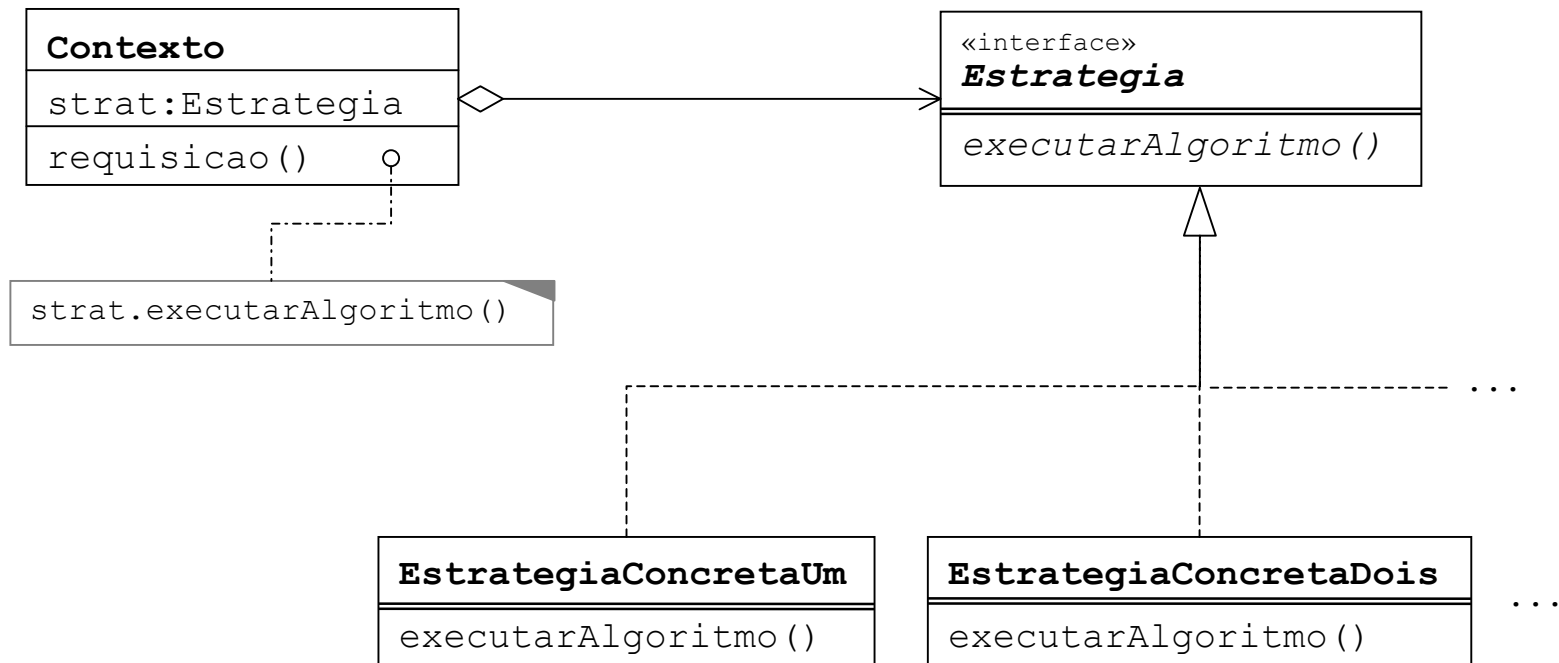 Contexto
strat:Estrategia
requisicao()
strat.executarAlgoritmo()
«interface»
Estrategia
executarAlgoritmo()
...
EstrategiaConcretaUm
executarAlgoritmo()
EstrategiaConcretaDois
executarAlgoritmo()
...